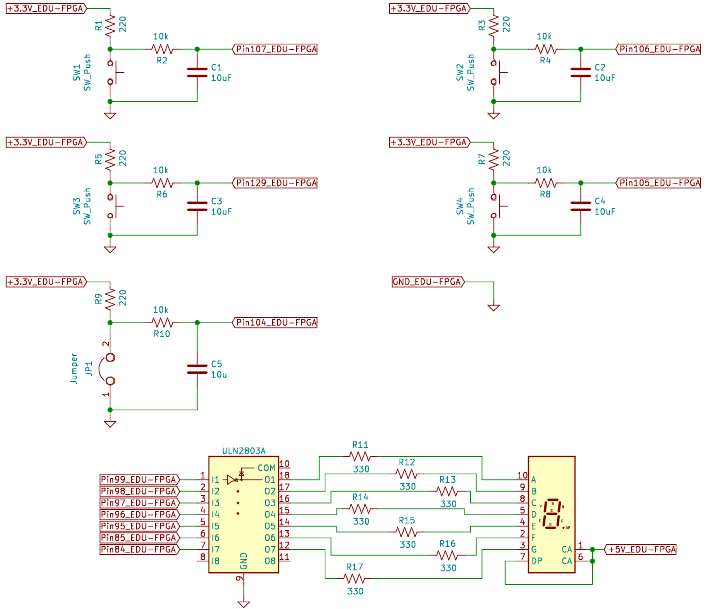 +3.3V_EDU-FPGA
R1
220
10k
R2
Pin107_EDU-FPGA
SW1
SW_Push
C1
10uF
+3.3V_EDU-FPGA
R3
220
10k
R4
Pin106_EDU-FPGA
SW2
SW_Push
C2
10uF
+3.3V_EDU-FPGA
R5
220
10k
R6
Pin129_EDU-FPGA
SW3
SW_Push
C3
10uF
+3.3V_EDU-FPGA
R7
220
10k
R8
Pin105_EDU-FPGA
SW4
SW_Push
C4
10uF
+3.3V_EDU-FPGA
R9
220
10k
R10
Pin104_EDU-FPGA
2
Jumper
JP1
1
C5
10u
GND_EDU-FPGA
ULN2803A
COM 10
Pin99_EDU-FPGA 1 I1 O1 18
Pin98_EDU-FPGA 2 I2 O2 17
Pin97_EDU-FPGA 3 I3 O3 16
Pin96_EDU-FPGA 4 I4 O4 15
Pin95_EDU-FPGA 5 I5 O5 14
Pin85_EDU-FPGA 6 I6 O6 13
Pin84_EDU-FPGA 7 I7 O7 12
8 I8 O8 11
GND
9
R11
330
R12
330
R13
330
R14
330
R15
330
R16
330
R17
330
10 A
9 B
8 C
5 D
4 E
2 F
3 G CA 1
7 DP CA 6
+5V_EDU-FPGA